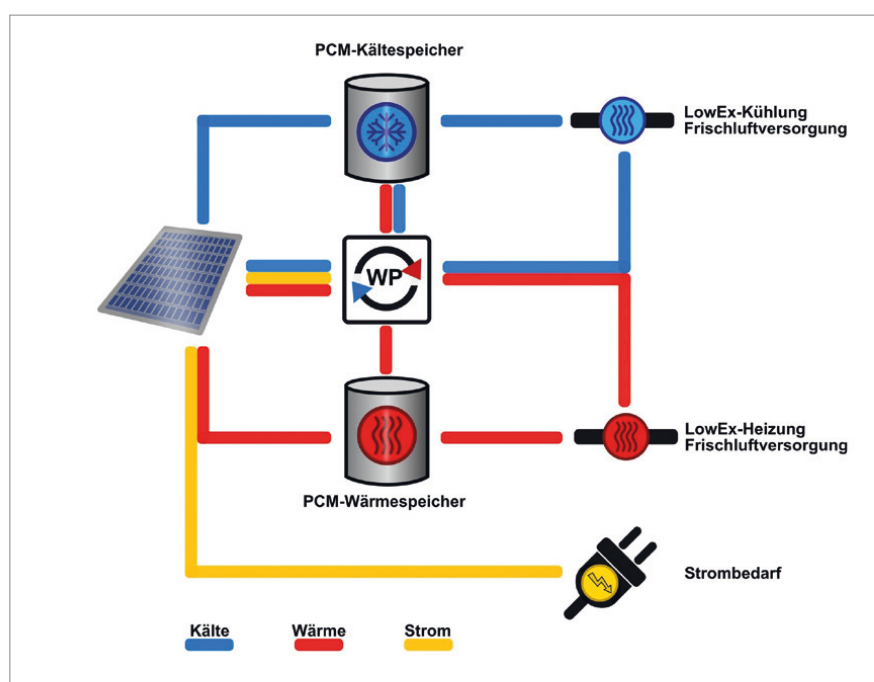 PCM-Kältespeicher
LowEx-Kühlung
Frischluftversorgung
WP
LowEx-Heizung
Frischluftversorgung
PCM-Wärmespeicher
Strombedarf
Kälte
Wärme
Strom